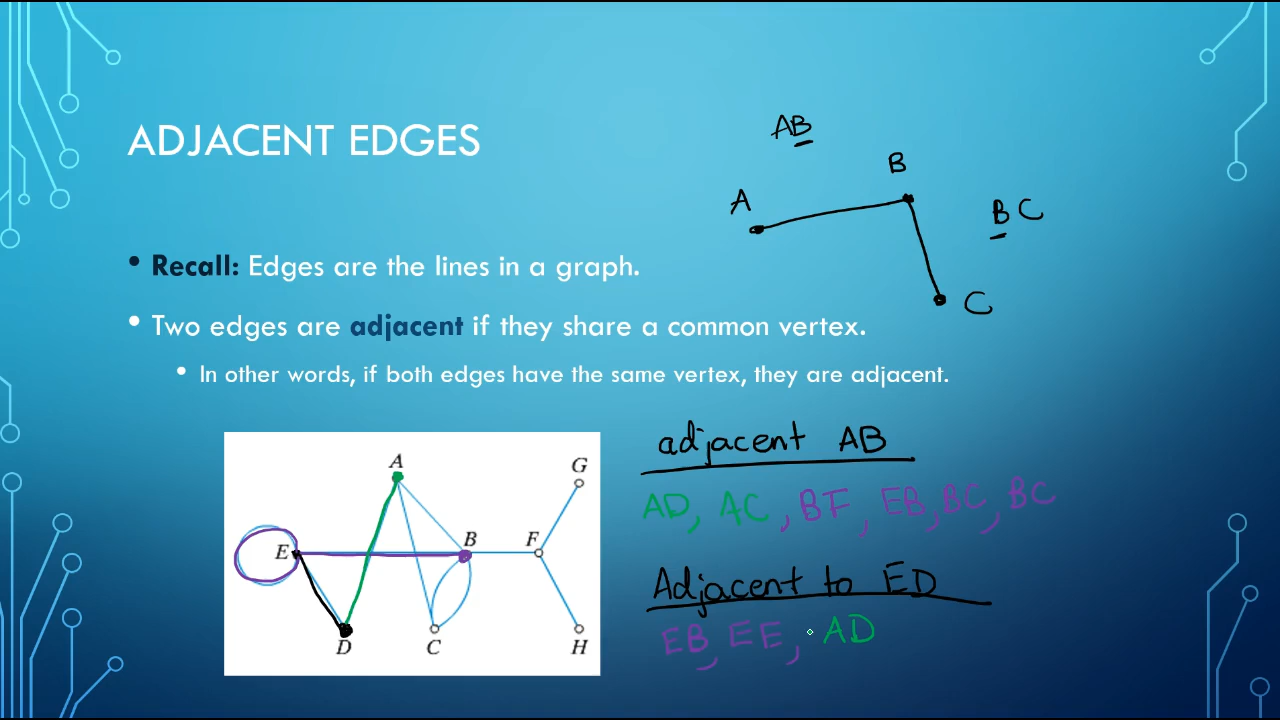 ADJACENT EDGES
AB
B
A
BC
C
• Recall: Edges are the lines in a graph.
• Two edges are adjacent if they share a common vertex.
• In other words, if both edges have the same vertex, they are adjacent.
adjacent AB
AD, AC, BF, EB, BC, BC
Adjacent to ED
EB, EE, AD
A
G
E
B
F
D
C
H